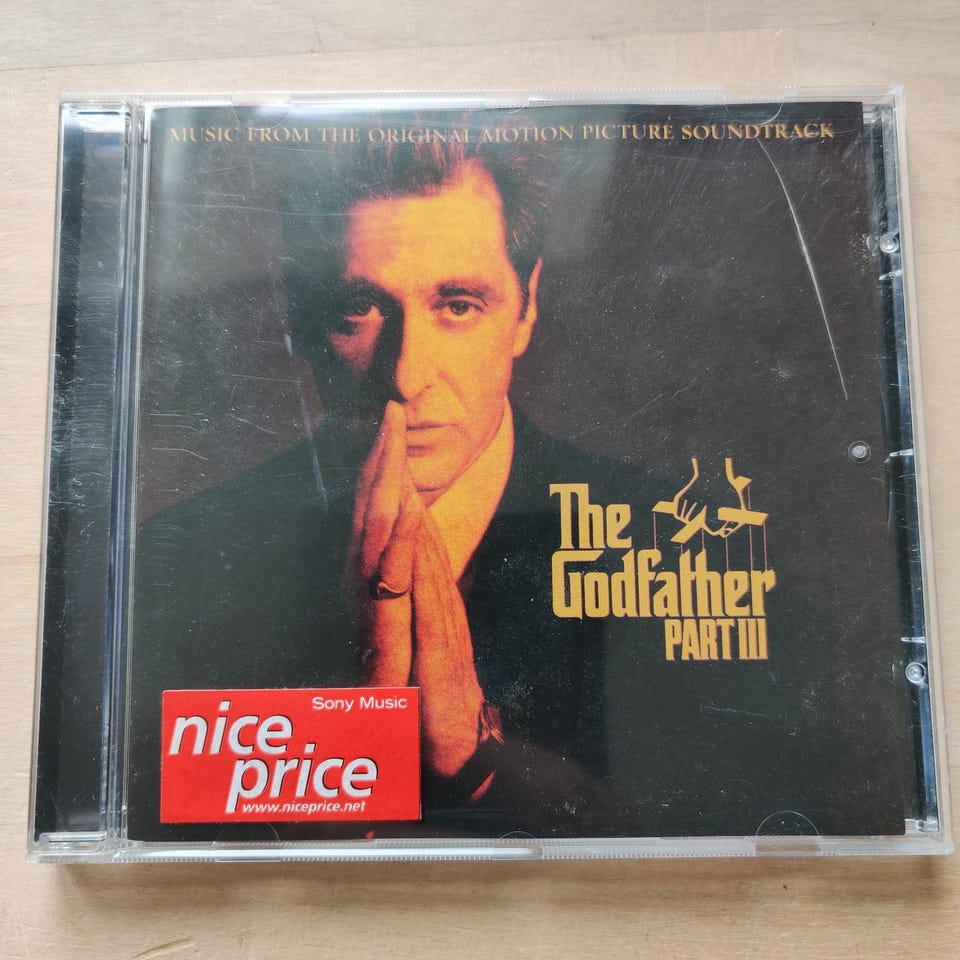 MUSIC FROM THE ORIGINAL MOTION PICTURE SOUNDTRACK
The
Godfather
PART III
Sony Music
nice
price
www.niceprice.net